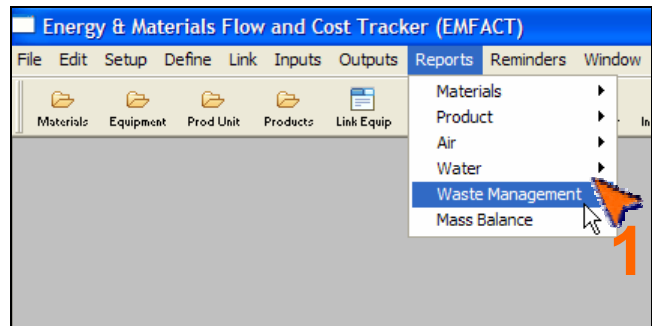 Energy & Materials Flow and Cost Tracker (EMFACT)
File Edit Setup Define Link Inputs Outputs Reports Reminders Window
Materials Equipment Prod Unit Products Link Equip In
Materials
Product
Air
Water
Waste Management
Mass Balance
1